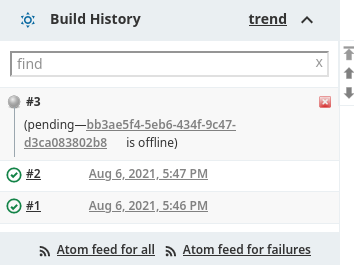 Build History trend
find x
#3
(pending—bb3ae5f4-5eb6-434f-9c47-
d3ca083802b8 is offline)
#2 Aug 6, 2021, 5:47 PM
#1 Aug 6, 2021, 5:46 PM
Atom feed for all Atom feed for failures